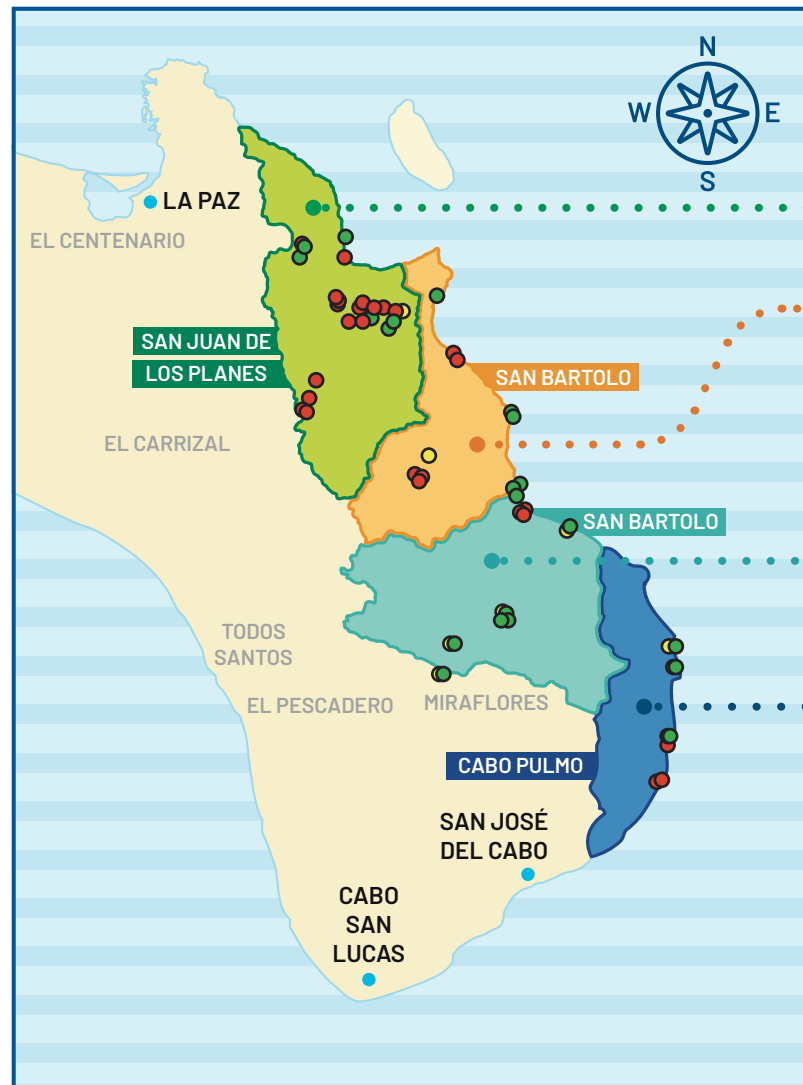 N
W
E
S
LA PAZ
EL CENTENARIO
SAN JUAN DE
LOS PLANES
SAN BARTOLO
EL CARRIZAL
SAN BARTOLO
TODOS
SANTOS
EL PESCADERO
MIRAFLORES
CABO PULMO
SAN JOSÉ
DEL CABO
CABO
SAN
LUCAS